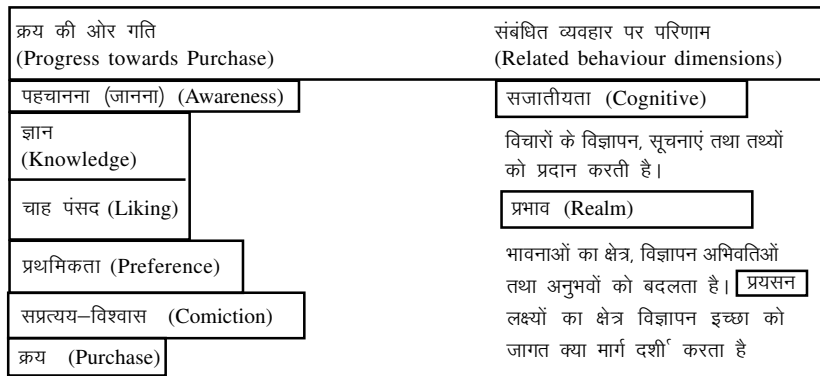 क्रय की ओर गति
(Progress towards Purchase)
संबंधित व्यवहार पर परिणाम
(Related behaviour dimensions)
पहचानना (जानना) (Awareness)
ज्ञान
(Knowledge)
चाह पंसद (Liking)
प्रथमिकता (Preference)
सप्रत्यय–विश्वास (Comiction)
क्रय (Purchase)
सजातीयता (Cognitive)
विचारों के विज्ञापन, सूचनाएं तथा तथ्यों
को प्रदान करती है।
प्रभाव (Realm)
भावनाओं का क्षेत्र, विज्ञापन अभिवतिओं
तथा अनुभवों को बदलता है। प्रयसन
लक्ष्यों का क्षेत्र विज्ञापन इच्छा को
जागत क्या मार्ग दर्शी करता है